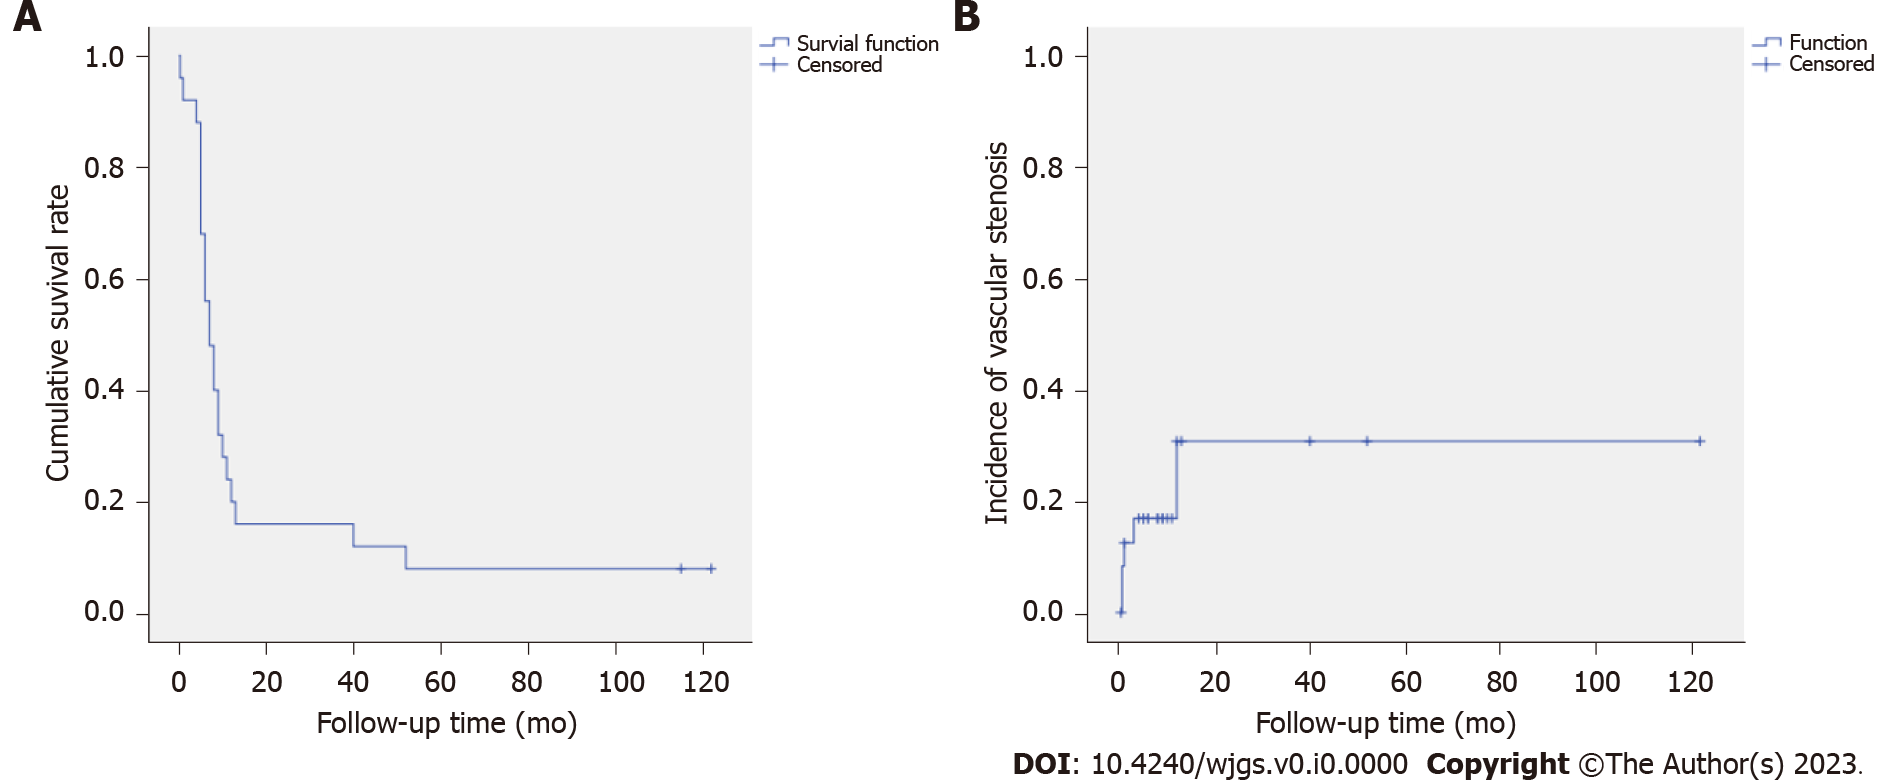 A
Survial function
Censored
1.0
0.8
0.6
0.4
0.2
0.0
Cumulative suvival rate
0 20 40 60 80 100 120
Follow-up time (mo)
B
Function
Censored
1.0
0.8
0.6
0.4
0.2
0.0
Incidence of vascular stenosis
0 20 40 60 80 100 120
Follow-up time (mo)
DOI: 10.4240/wjgs.v0.i0.0000 Copyright ©The Author(s) 2023.